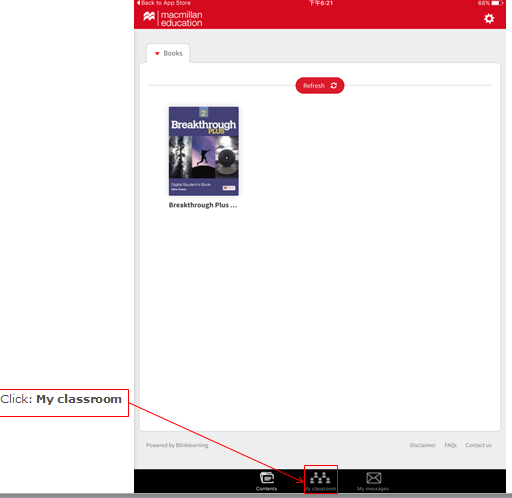 Back to App Store
下午6:21
68%
macmillan
education
Books
Refresh
2
Breakthrough
PLUS
Digital Student's Book
Breakthrough Plus ...
Click: My classroom
Powered by Blinklearning
Disclaimer FAQs Contact us
Contents My classroom My messages